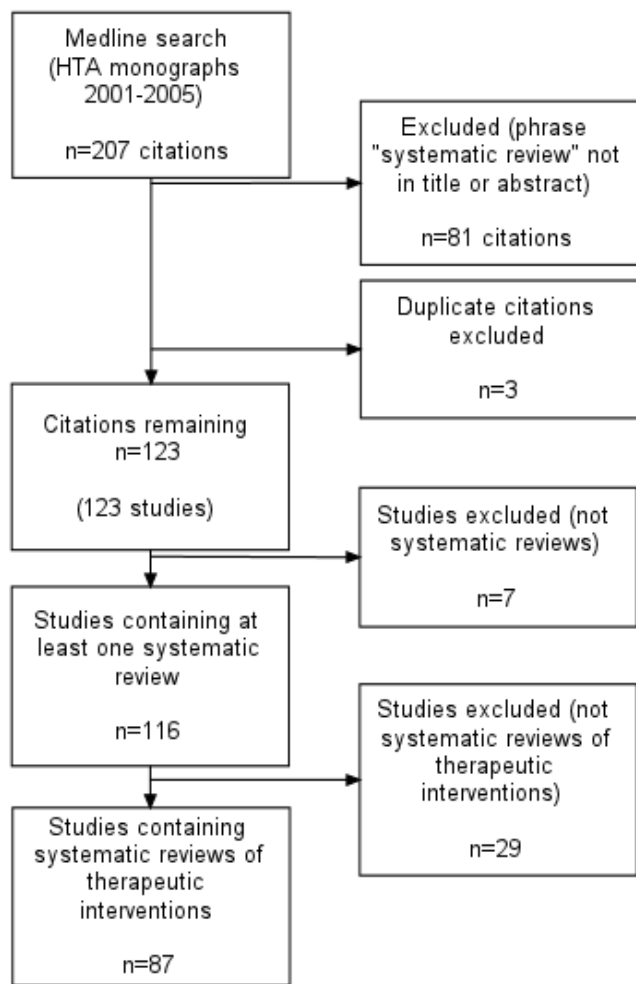 Medline search
(HTA monographs
2001-2005)
n=207 citations
Excluded (phrase
"systematic review" not
in title or abstract)
n=81 citations
Duplicate citations
excluded
n=3
Citations remaining
n=123
(123 studies)
Studies excluded (not
systematic reviews)
n=7
Studies containing at
least one systematic
review
n=116
Studies excluded (not
systematic reviews of
therapeutic
interventions)
n=29
Studies containing
systematic reviews of
therapeutic
interventions
n=87